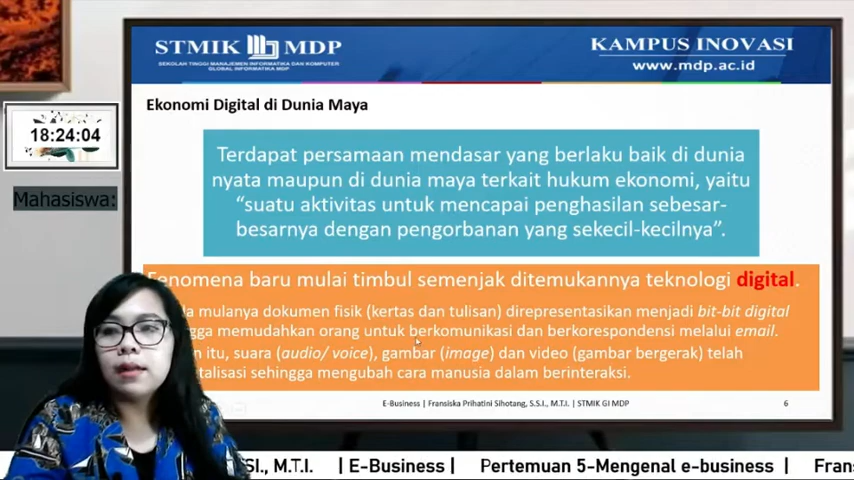 STMIK MDP
SEKOLAH TINGGI MANAJEMEN INFORMATIKA DAN KOMPUTER
GLOBAL INFORMATIKA MDP
KAMPUS INOVASI
www.mdp.ac.id
Ekonomi Digital di Dunia Maya
18:24:04
Mahasiswa:
Terdapat persamaan mendasar yang berlaku baik di dunia
nyata maupun di dunia maya terkait hukum ekonomi, yaitu
“suatu aktivitas untuk mencapai penghasilan sebesar-
besarnya dengan pengorbanan yang sekecil-kecilnya”.
Fenomena baru mulai timbul semenjak ditemukannya teknologi digital.
mulanya dokumen fisik (kertas dan tulisan) direpresentasikan menjadi bit-bit digital
memudahkan orang untuk berkomunikasi dan berkorespondensi melalui email.
itu, suara (audio/ voice), gambar (image) dan video (gambar bergerak) telah
talisasi sehingga mengubah cara manusia dalam berinteraksi.
E-Business | Fransiska Prihatini Sihotang, S.S.I., M.T.I. | STMIK GI MDP
6
SI., M.T.I. | E-Business | Pertemuan 5-Mengenal e-business | Frans